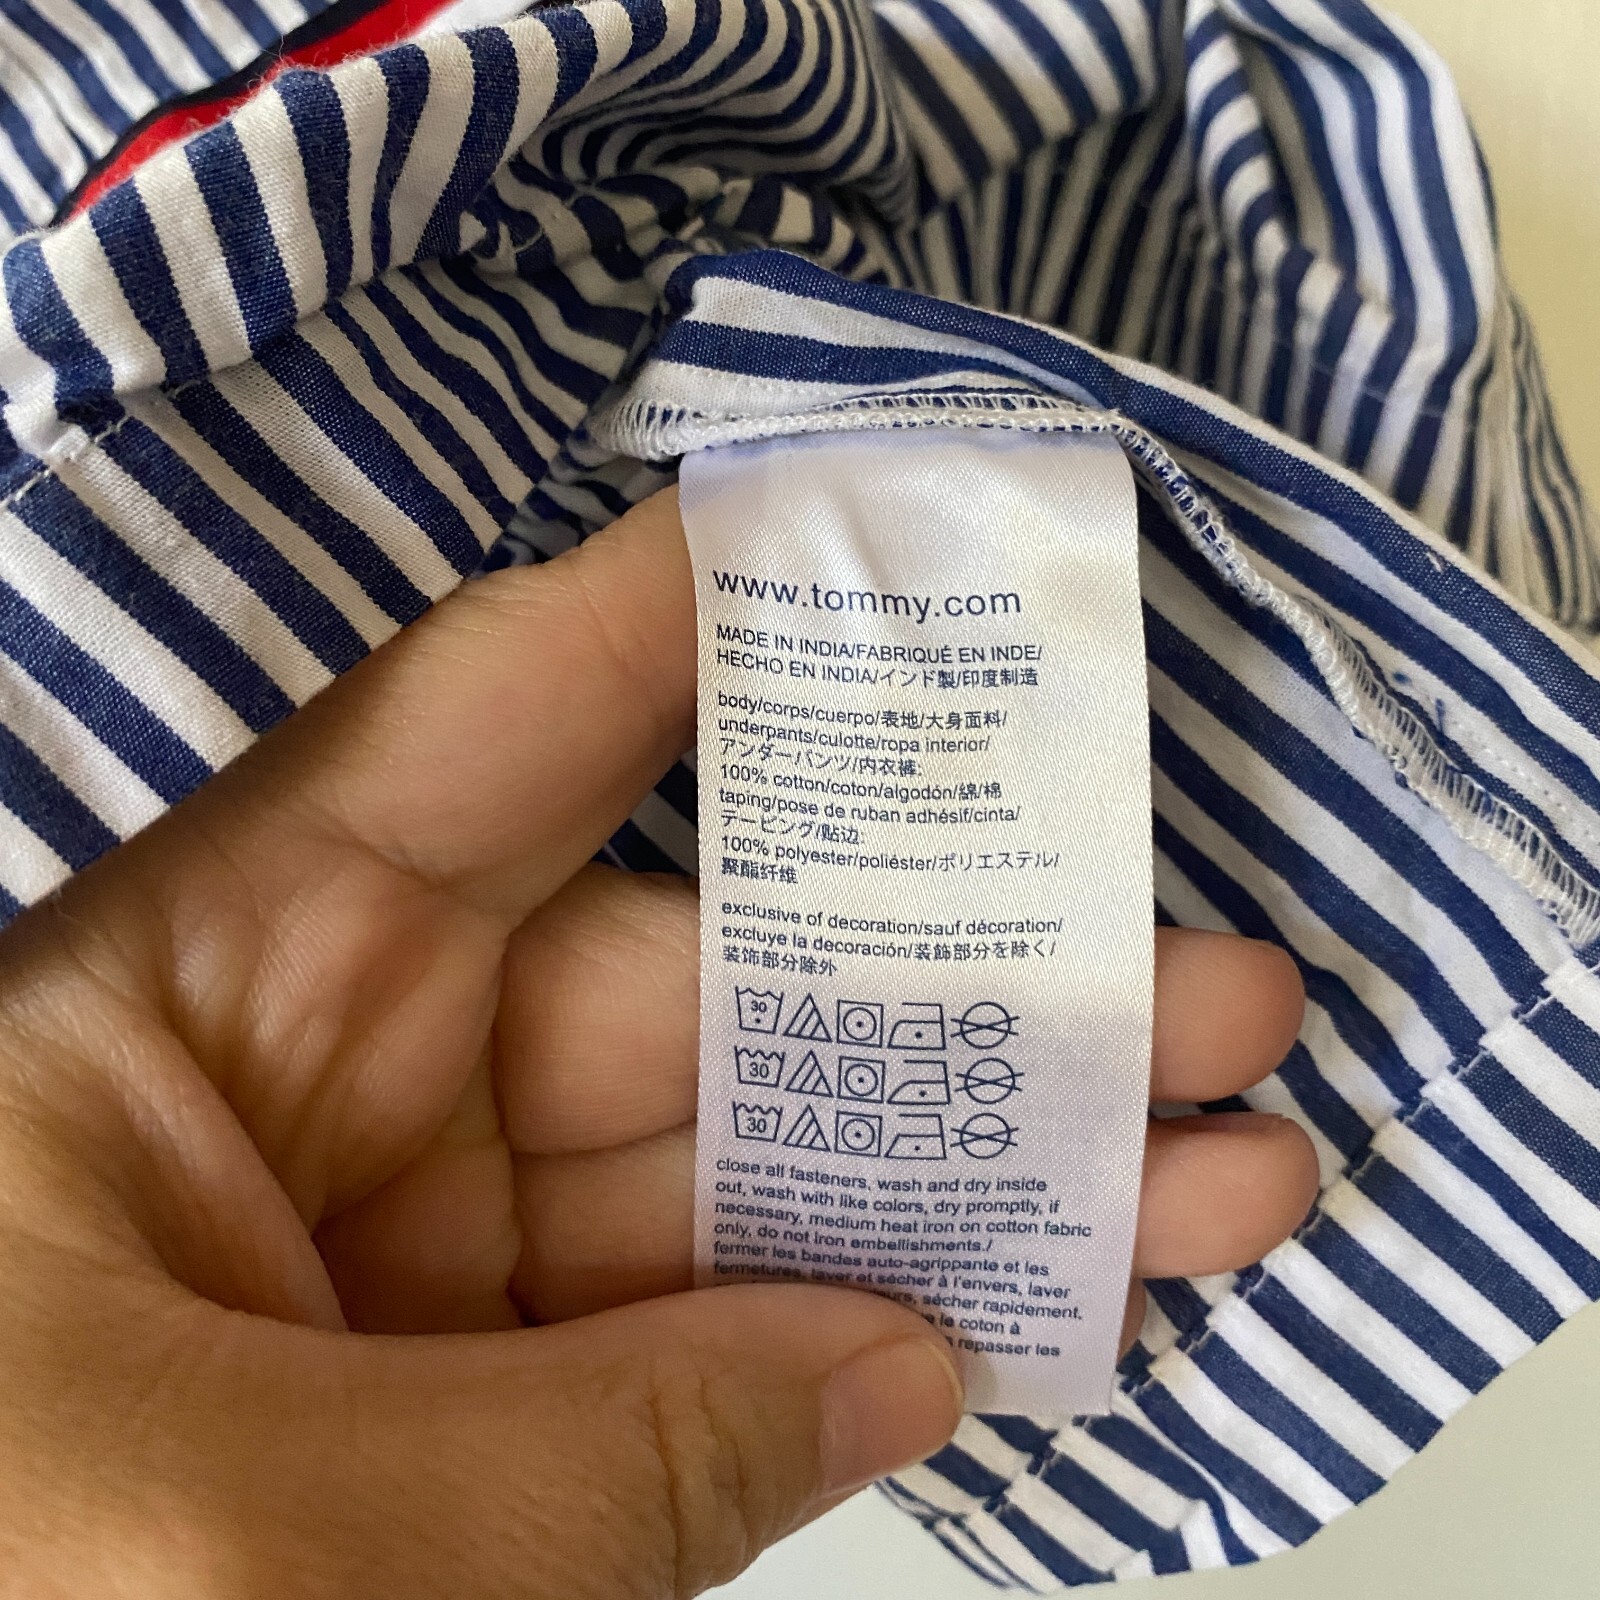 www.tommy.com
MADE IN INDIA/FABRIQUÉ EN INDE/
HECHO EN INDIA/インド製/印度制造
body/corps/cuerpo/表地/大身面料/
underpants/culotte/ropa interior/
アンダーパンツ/内衣裤:
100% cotton/coton/algodón/綿/棉
taping/pose de ruban adhésif/cinta/
テーピング/贴边:
100% polyester/poliéster/ポリエステル/
聚酯纤维
exclusive of decoration/sauf décoration/
excluye la decoración/装飾部分を除く/
装饰部分除外
30
30
30
close all fasteners, wash and dry inside
out, wash with like colors, dry promptly, if
necessary, medium heat iron on cotton fabric
only, do not iron embellishments./
fermer les bandes auto-agrippante et les
fermetures, laver et sécher à l'envers, laver
sécher rapidement,
le coton à
repasser les